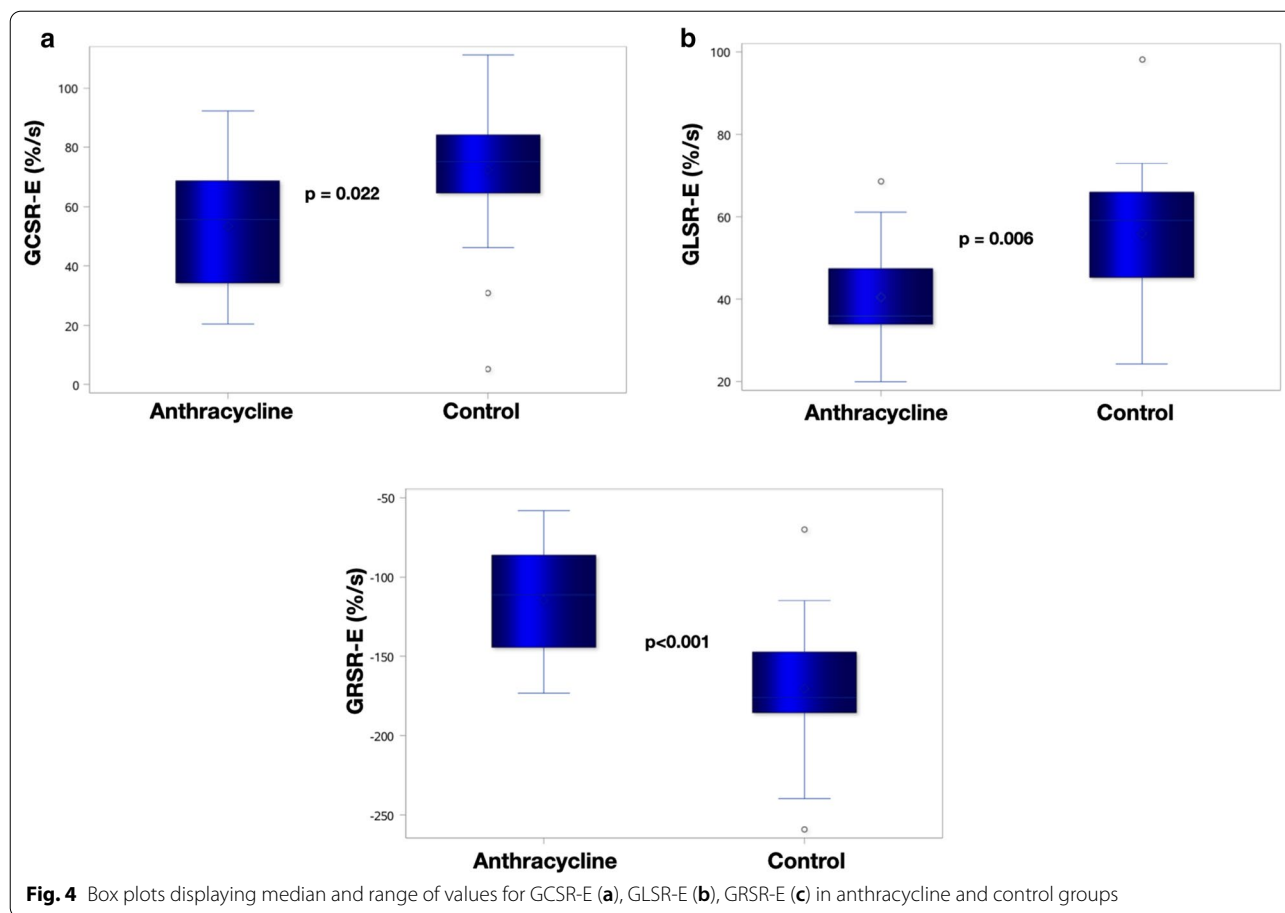 a
GCSR-E (%/s)
100
80
60
40
20
0
p = 0.022
Anthracycline Control
b
GLSR-E (%/s)
100
80
60
40
20
p = 0.006
Anthracycline Control
GRSR-E (%/s)
-50
-100
-150
-200
-250
p<0.001
Anthracycline Control
Fig. 4 Box plots displaying median and range of values for GCSR-E (a), GLSR-E (b), GRSR-E (c) in anthracycline and control groups